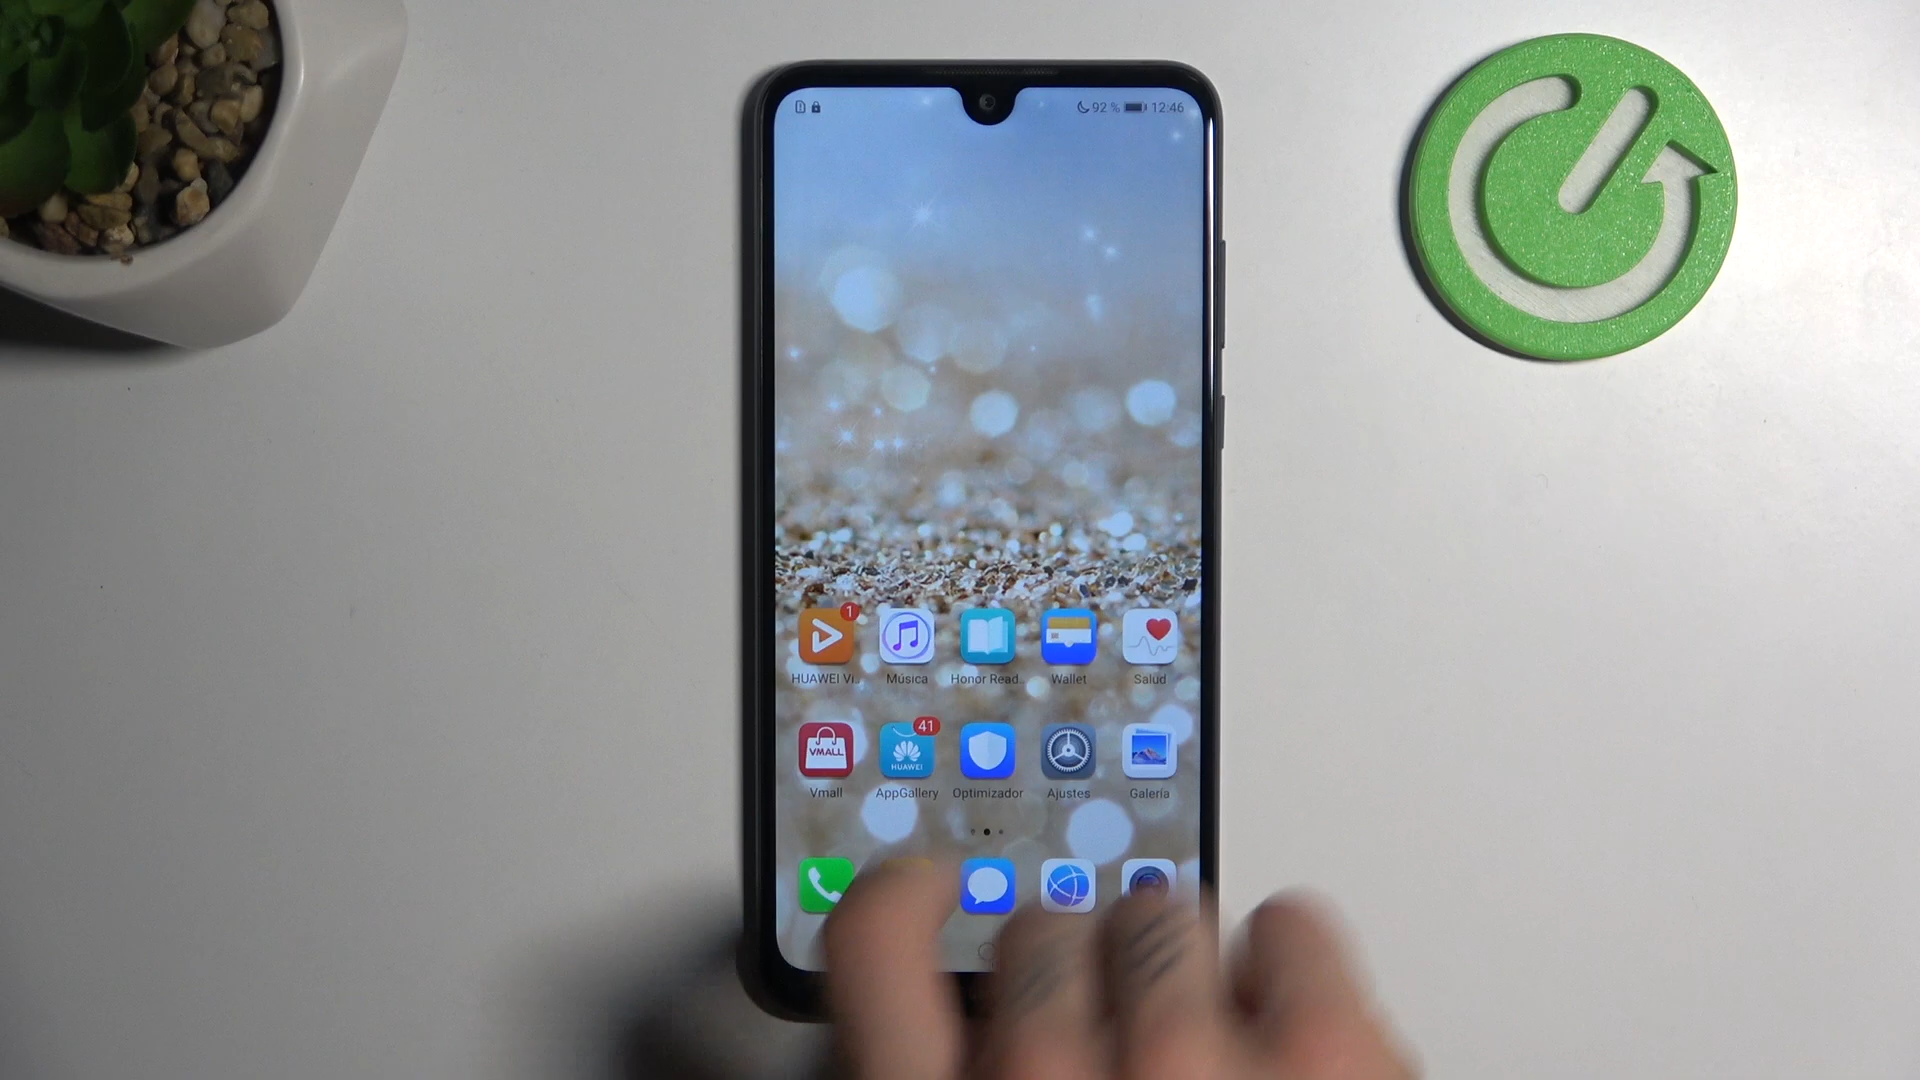 92 % 12:46
1
HUAWEI Vi..
Música
Honor Read..
Wallet
Salud
VMALL
41
HUAWEI
Vmall
AppGallery
Optimizador
Ajustes
Galería